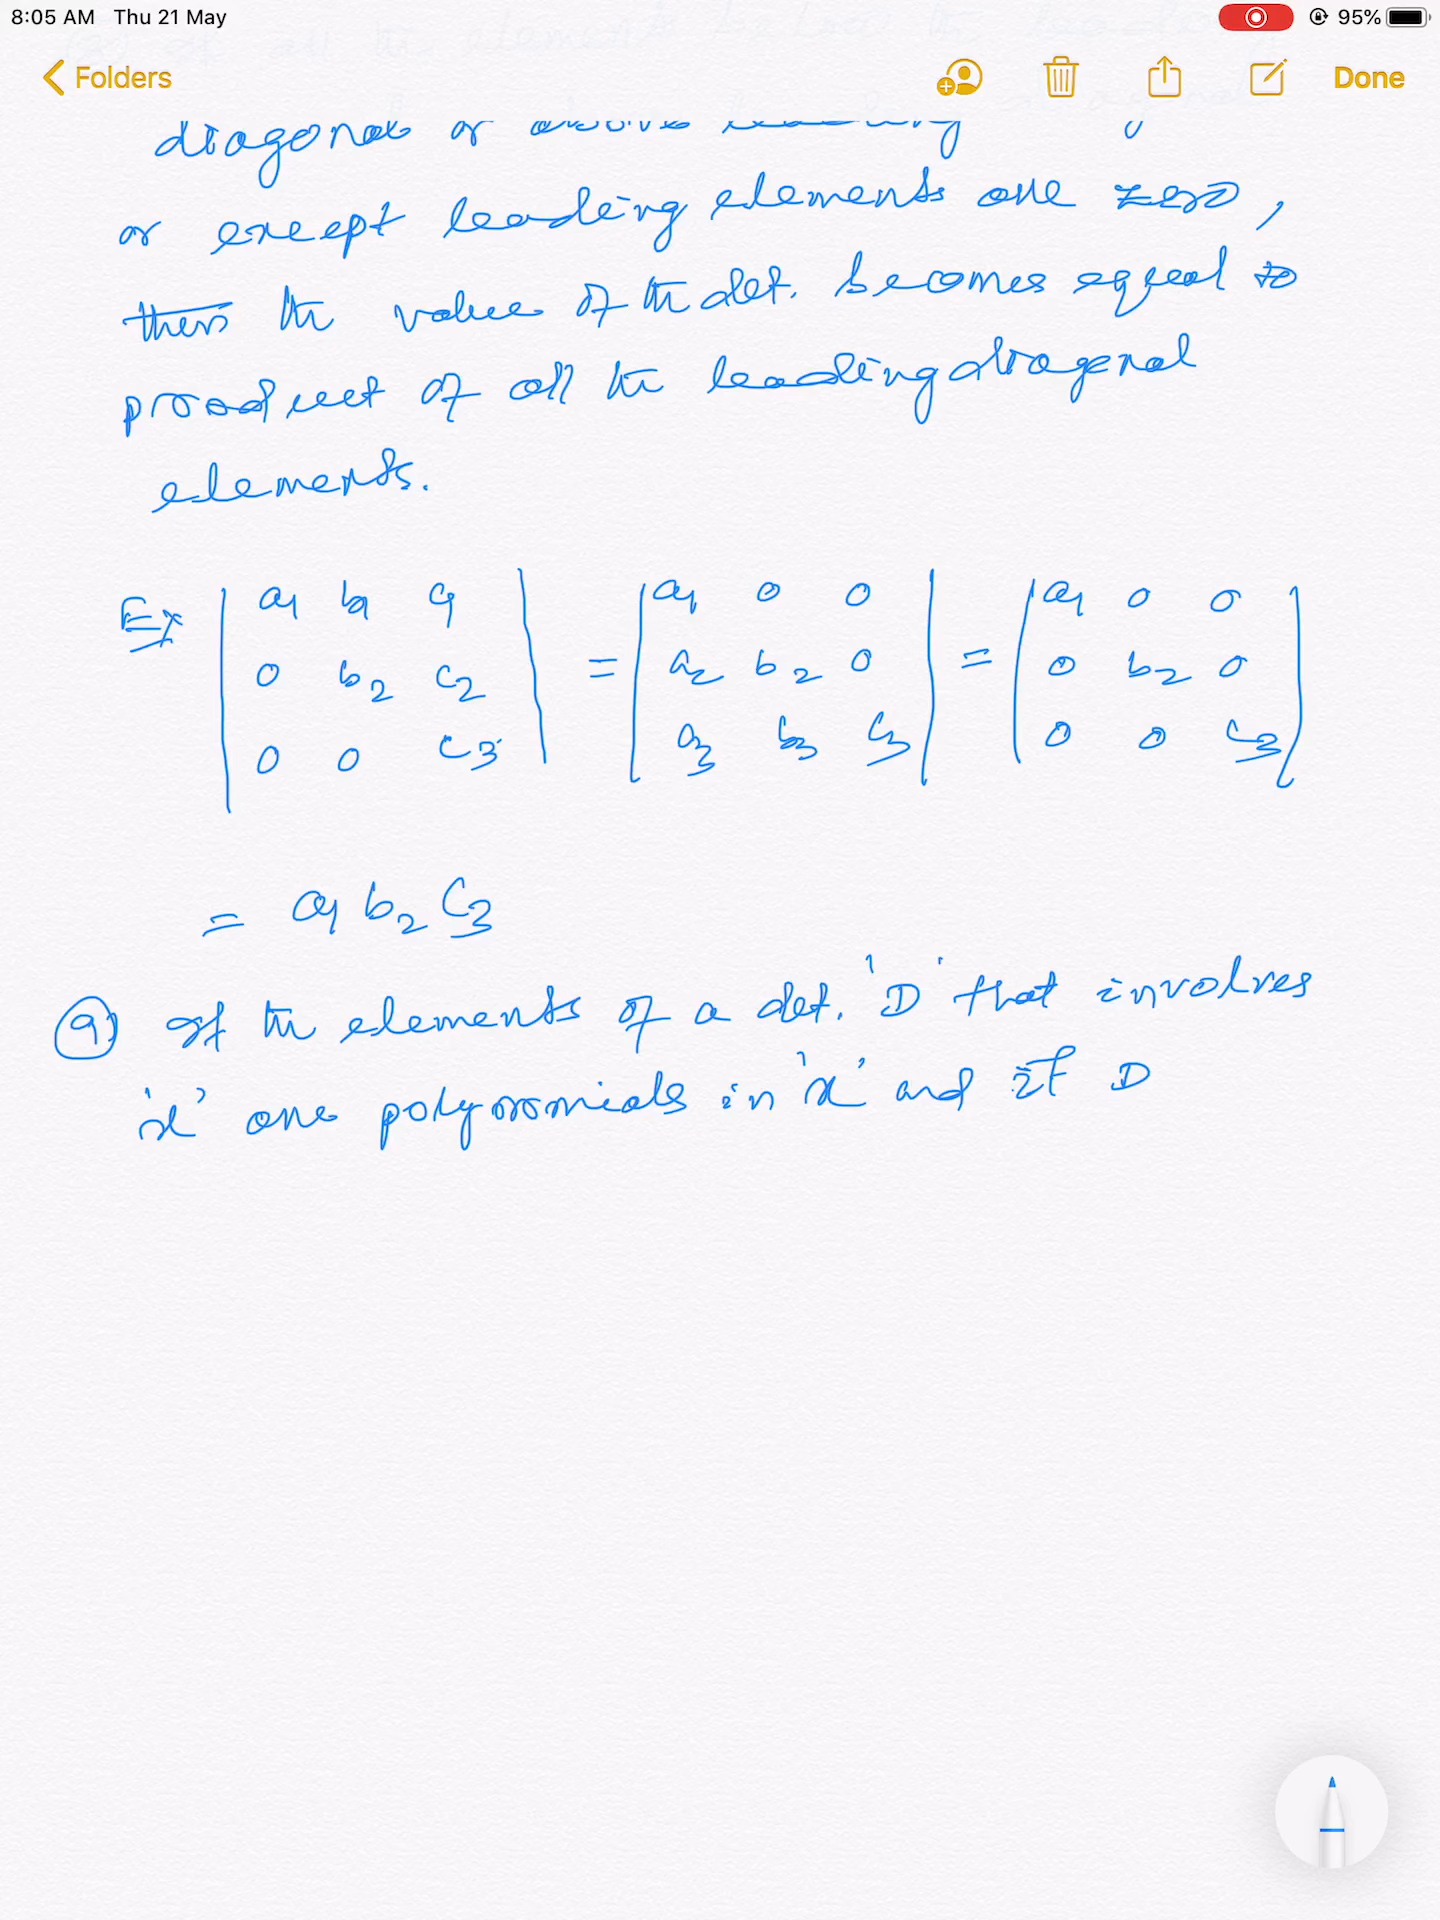 8:05 AM Thu 21 May 95%
Folders Done
diagonal or above leading
or except leading elements are zero,
then the value of the det. becomes equal to
product of all the leading diagonal
elements.
Ex | a1 b1 c1 | = | a1 0 0 | = | a1 0 0 |
| 0 b2 c2 | | a2 b2 0 | | 0 b2 0 |
| 0 0 c3 | | a3 b3 c3 | | 0 0 c3 |
= a1 b2 c3
9) If the elements of a det. 'D' that involves
'x' are polynomials in 'x' and if D